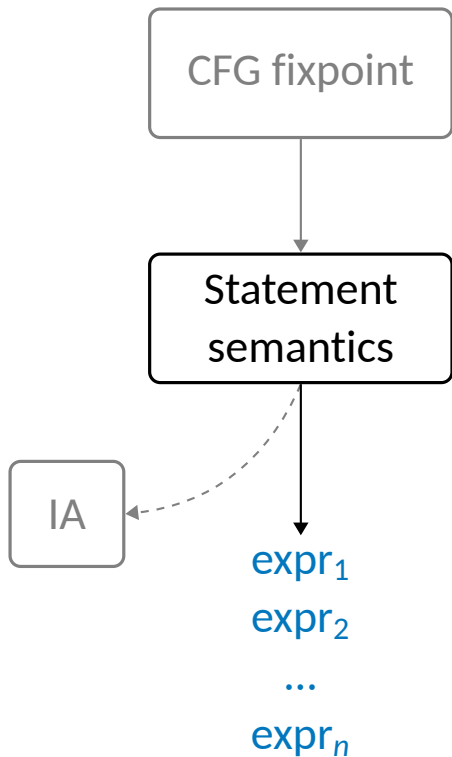 CFG fixpoint
Statement
semantics
IA
expr₁
expr₂
...
exprₙ